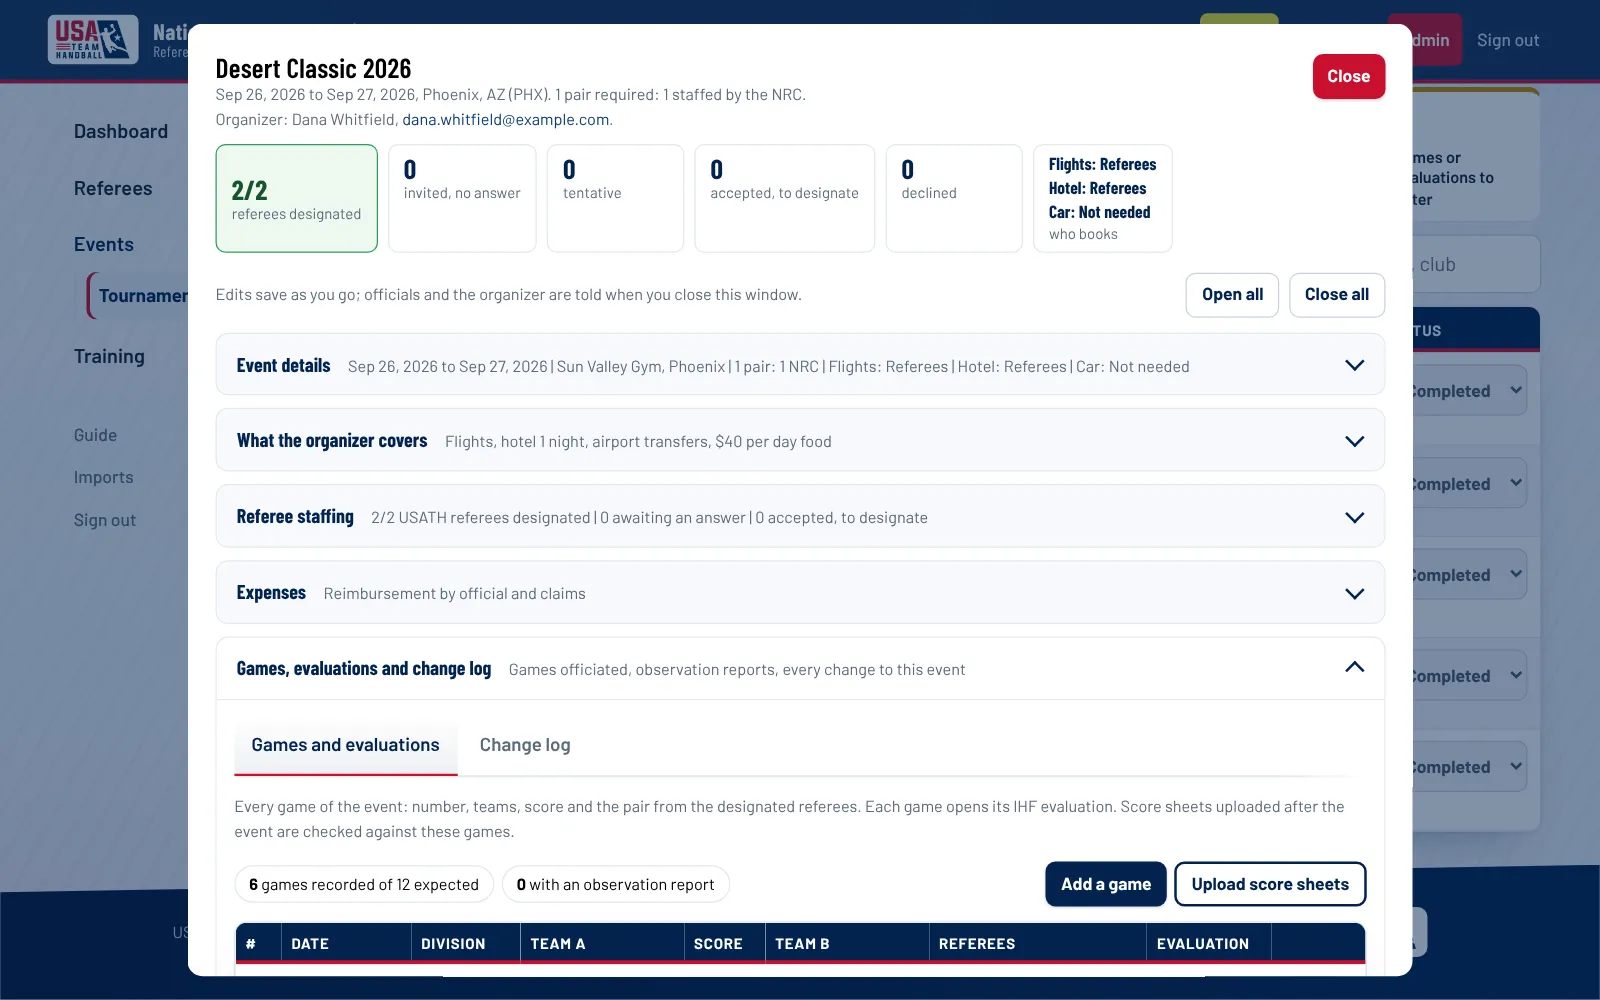 USA
TEAM
HANDBALL
Sign out
Dashboard
Referees
Events
Training
Guide
Imports
Sign out
Desert Classic 2026
Close
Sep 26, 2026 to Sep 27, 2026, Phoenix, AZ (PHX). 1 pair required: 1 staffed by the NRC.
Organizer: Dana Whitfield, dana.whitfield@example.com.
2/2
referees designated
0
invited, no answer
0
tentative
0
accepted, to designate
0
declined
Flights: Referees
Hotel: Referees
Car: Not needed
who books
Edits save as you go; officials and the organizer are told when you close this window.
Open all
Close all
Event details Sep 26, 2026 to Sep 27, 2026 | Sun Valley Gym, Phoenix | 1 pair: 1 NRC | Flights: Referees | Hotel: Referees | Car: Not needed
What the organizer covers Flights, hotel 1 night, airport transfers, $40 per day food
Referee staffing 2/2 USATH referees designated | 0 awaiting an answer | 0 accepted, to designate
Expenses Reimbursement by official and claims
Games, evaluations and change log Games officiated, observation reports, every change to this event
Games and evaluations
Change log
Every game of the event: number, teams, score and the pair from the designated referees. Each game opens its IHF evaluation. Score sheets uploaded after the
event are checked against these games.
6 games recorded of 12 expected
0 with an observation report
Add a game
Upload score sheets
# DATE DIVISION TEAM A SCORE TEAM B REFEREES EVALUATION
or
to
club